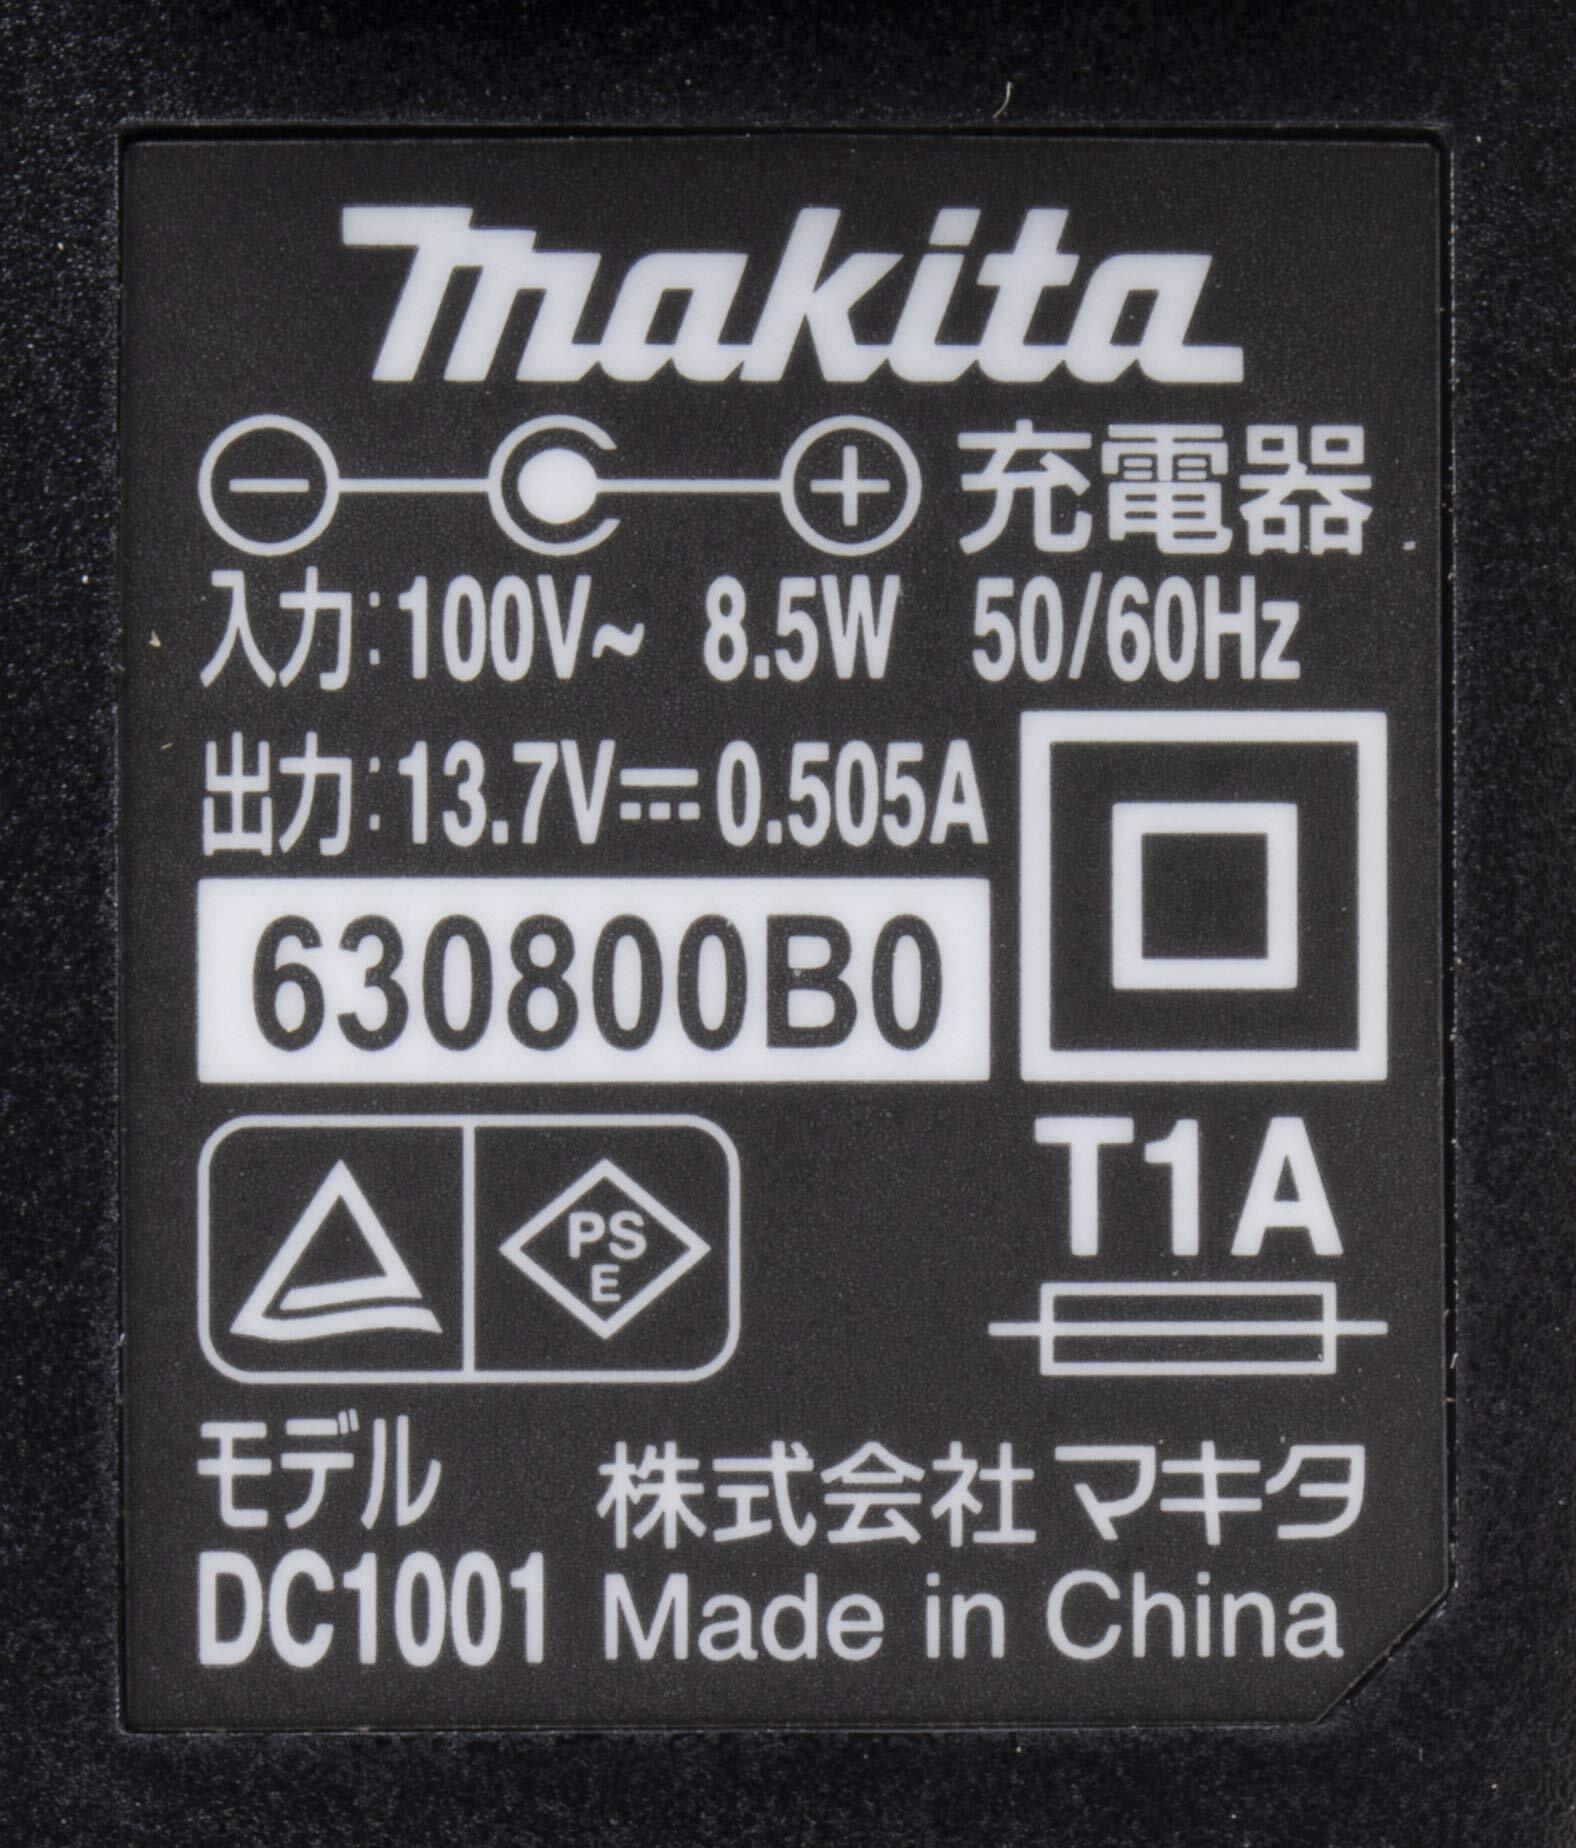 makita
充電器
入力:100V~ 8.5W 50/60Hz
出力:13.7V⎓0.505A
630800B0
T1A
PS
E
モデル
DC1001
株式会社マキタ
Made in China